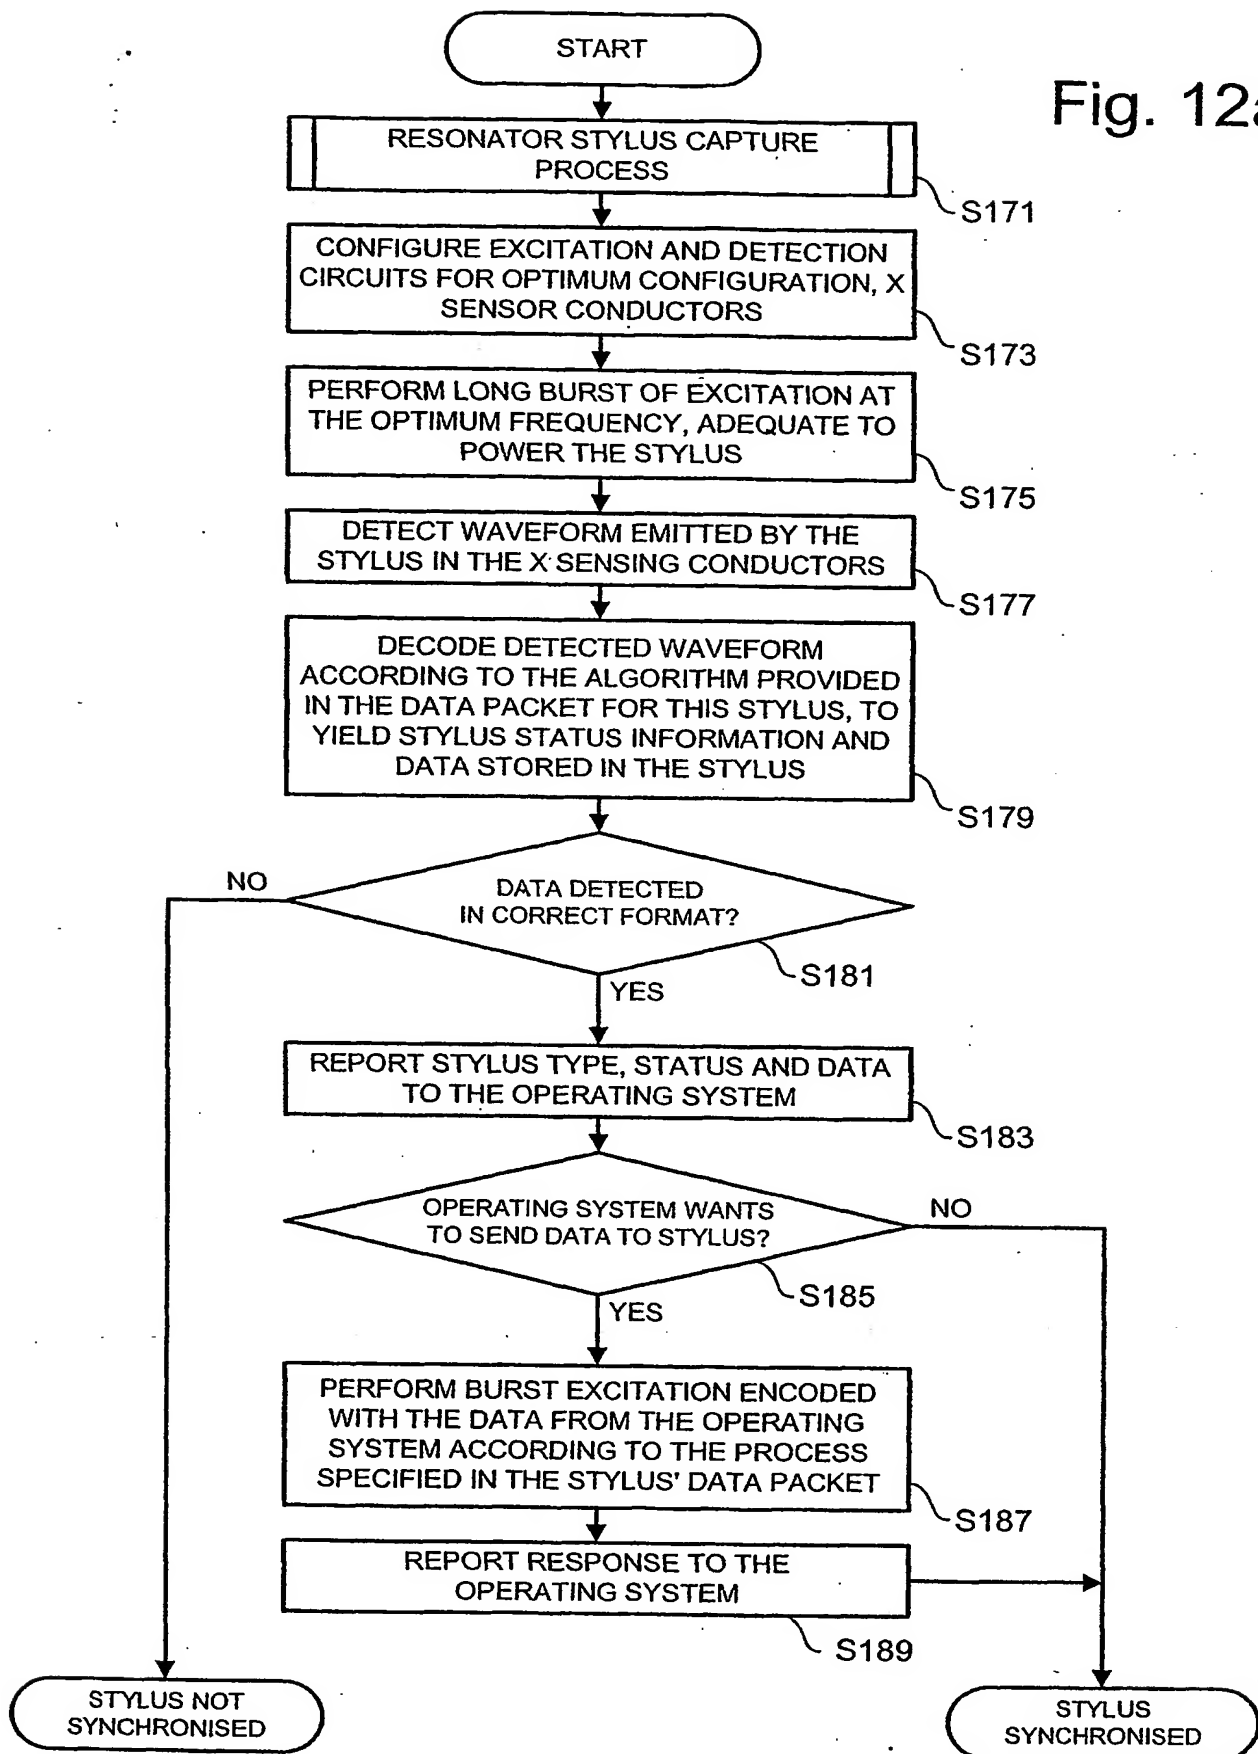 START
Fig. 12a
RESONATOR STYLUS CAPTURE
PROCESS
S171
CONFIGURE EXCITATION AND DETECTION
CIRCUITS FOR OPTIMUM CONFIGURATION, X
SENSOR CONDUCTORS
S173
PERFORM LONG BURST OF EXCITATION AT
THE OPTIMUM FREQUENCY, ADEQUATE TO
POWER THE STYLUS
S175
DETECT WAVEFORM EMITTED BY THE
STYLUS IN THE X SENSING CONDUCTORS
S177
DECODE DETECTED WAVEFORM
ACCORDING TO THE ALGORITHM PROVIDED
IN THE DATA PACKET FOR THIS STYLUS, TO
YIELD STYLUS STATUS INFORMATION AND
DATA STORED IN THE STYLUS
S179
NO
DATA DETECTED
IN CORRECT FORMAT?
S181
YES
REPORT STYLUS TYPE, STATUS AND DATA
TO THE OPERATING SYSTEM
S183
OPERATING SYSTEM WANTS
TO SEND DATA TO STYLUS?
NO
S185
YES
PERFORM BURST EXCITATION ENCODED
WITH THE DATA FROM THE OPERATING
SYSTEM ACCORDING TO THE PROCESS
SPECIFIED IN THE STYLUS' DATA PACKET
S187
REPORT RESPONSE TO THE
OPERATING SYSTEM
S189
STYLUS NOT
SYNCHRONISED
STYLUS
SYNCHRONISED